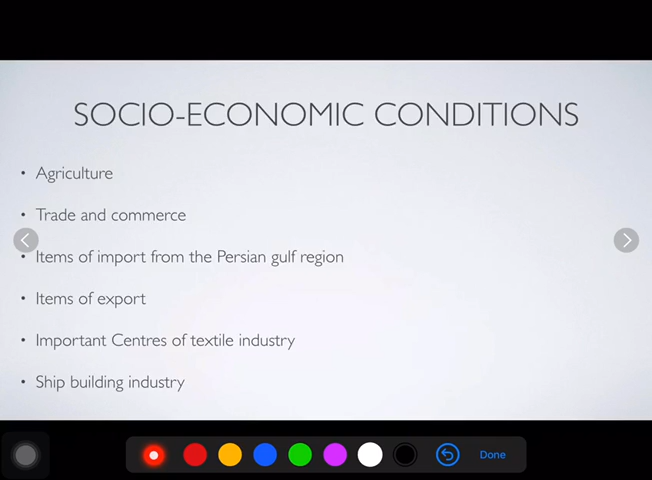 SOCIO-ECONOMIC CONDITIONS
• Agriculture
• Trade and commerce
• Items of import from the Persian gulf region
• Items of export
• Important Centres of textile industry
• Ship building industry
Done